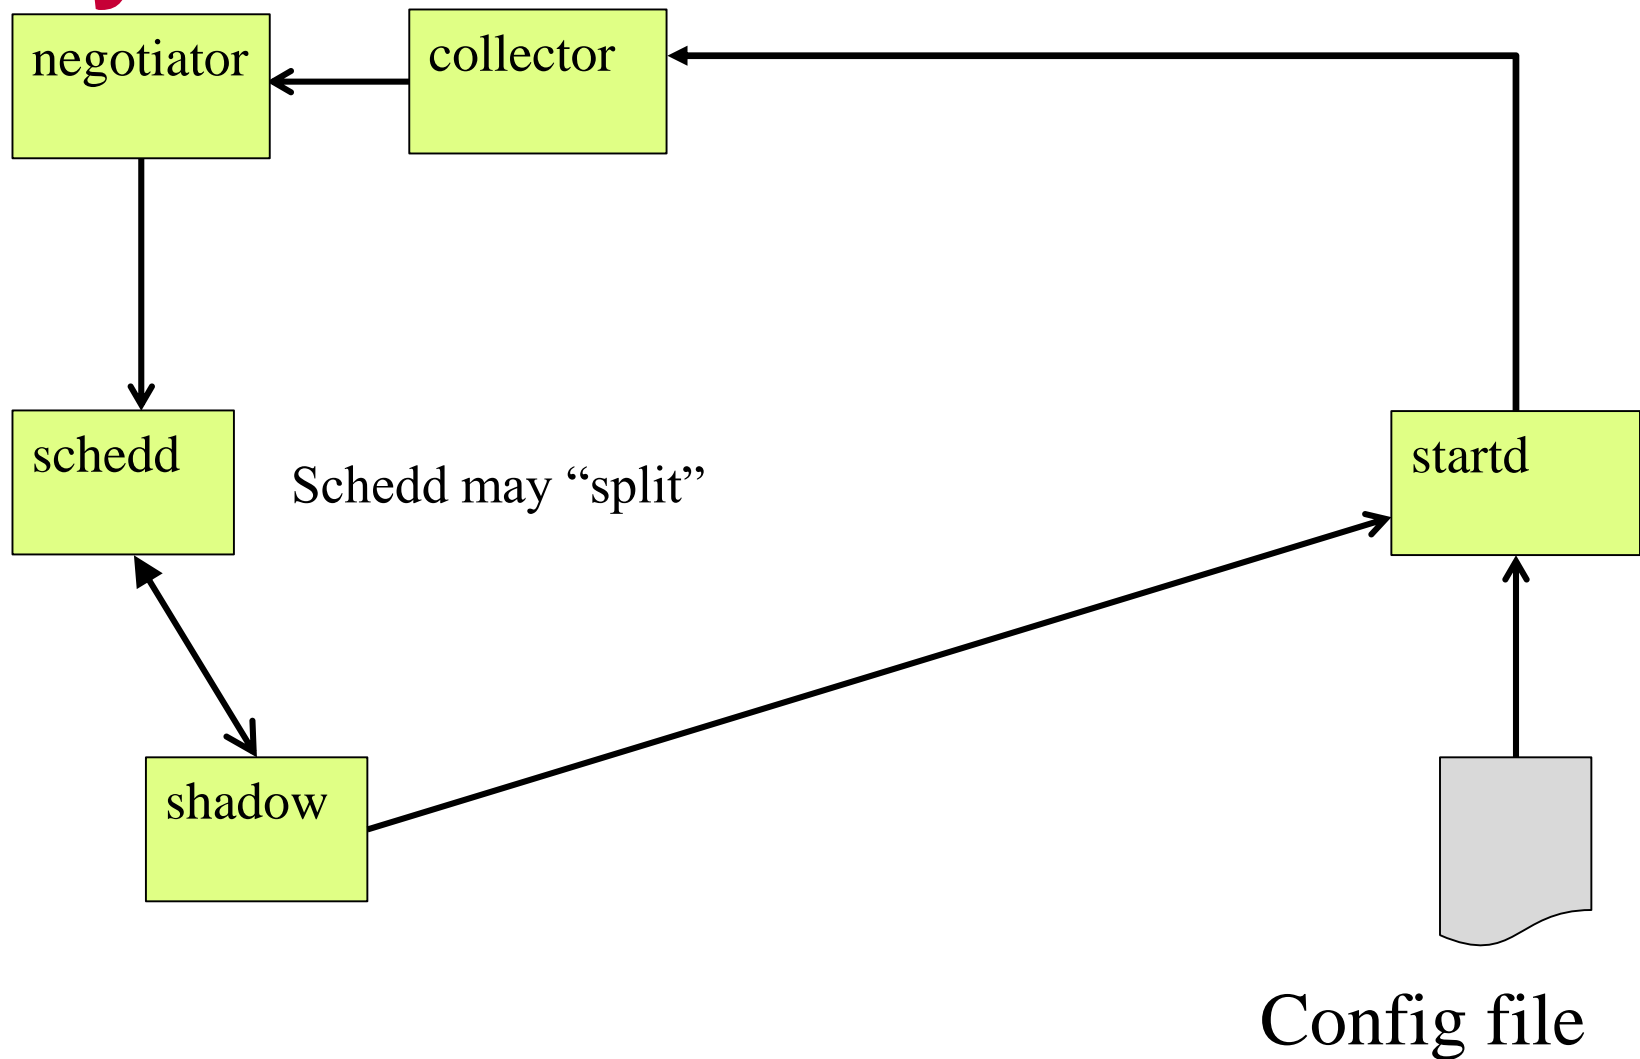 negotiator
collector
schedd
Schedd may “split”
startd
shadow
Config file